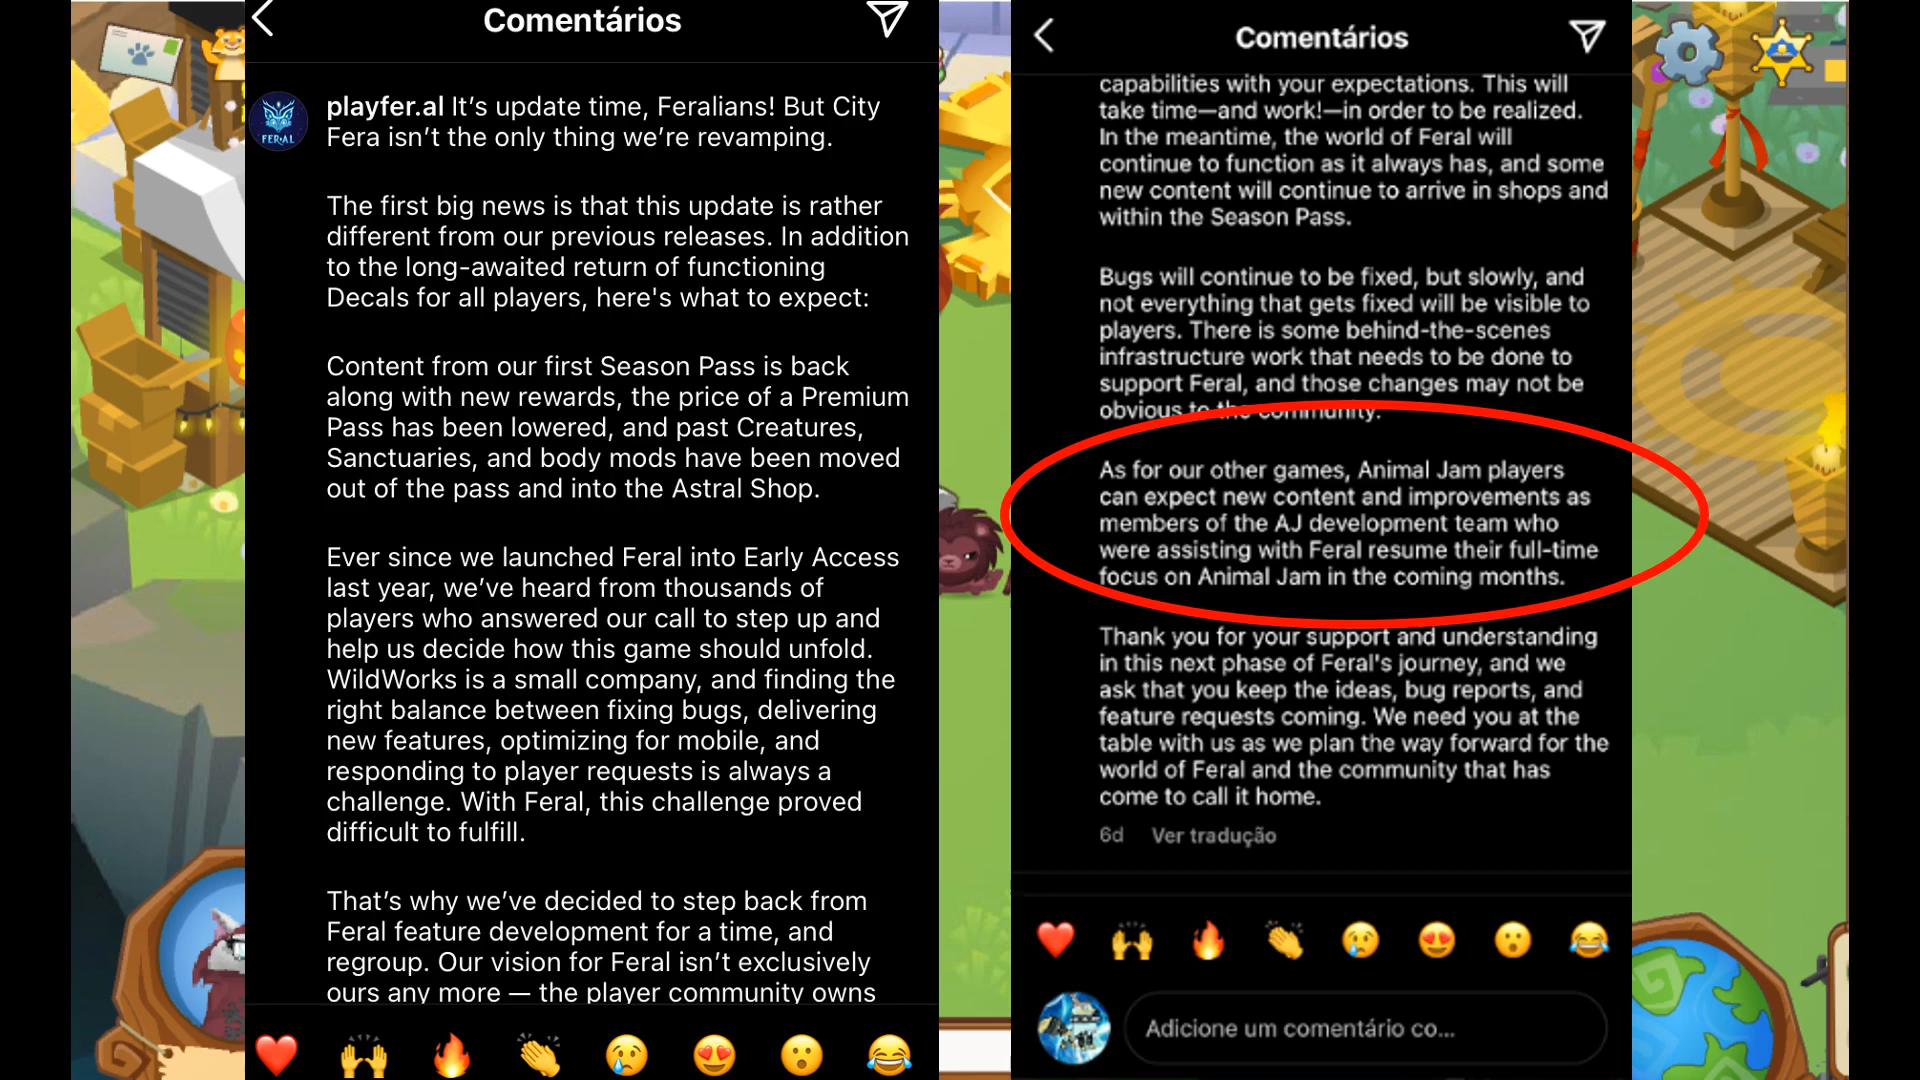 Comentários
playfer.al It’s update time, Feralians! But City
Fera isn’t the only thing we’re revamping.
FERAL
The first big news is that this update is rather
different from our previous releases. In addition
to the long-awaited return of functioning
Decals for all players, here's what to expect:
Content from our first Season Pass is back
along with new rewards, the price of a Premium
Pass has been lowered, and past Creatures,
Sanctuaries, and body mods have been moved
out of the pass and into the Astral Shop.
Ever since we launched Feral into Early Access
last year, we’ve heard from thousands of
players who answered our call to step up and
help us decide how this game should unfold.
WildWorks is a small company, and finding the
right balance between fixing bugs, delivering
new features, optimizing for mobile, and
responding to player requests is always a
challenge. With Feral, this challenge proved
difficult to fulfill.
That’s why we’ve decided to step back from
Feral feature development for a time, and
regroup. Our vision for Feral isn’t exclusively
ours any more — the player community owns
Comentários
capabilities with your expectations. This will
take time—and work!—in order to be realized.
In the meantime, the world of Feral will
continue to function as it always has, and some
new content will continue to arrive in shops and
within the Season Pass.
Bugs will continue to be fixed, but slowly, and
not everything that gets fixed will be visible to
players. There is some behind-the-scenes
infrastructure work that needs to be done to
support Feral, and those changes may not be
obvious to the community.
As for our other games, Animal Jam players
can expect new content and improvements as
members of the AJ development team who
were assisting with Feral resume their full-time
focus on Animal Jam in the coming months.
Thank you for your support and understanding
in this next phase of Feral's journey, and we
ask that you keep the ideas, bug reports, and
feature requests coming. We need you at the
table with us as we plan the way forward for the
world of Feral and the community that has
come to call it home.
6d Ver tradução
Adicione um comentário co...